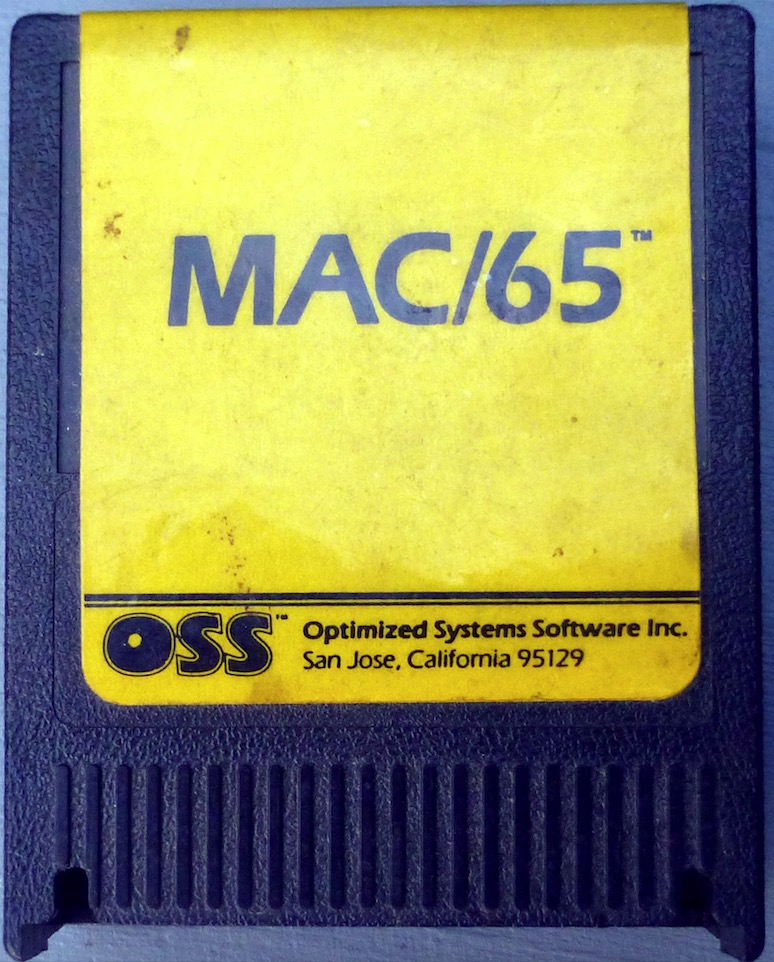 MAC/65™
OSS™
Optimized Systems Software Inc.
San Jose, California 95129